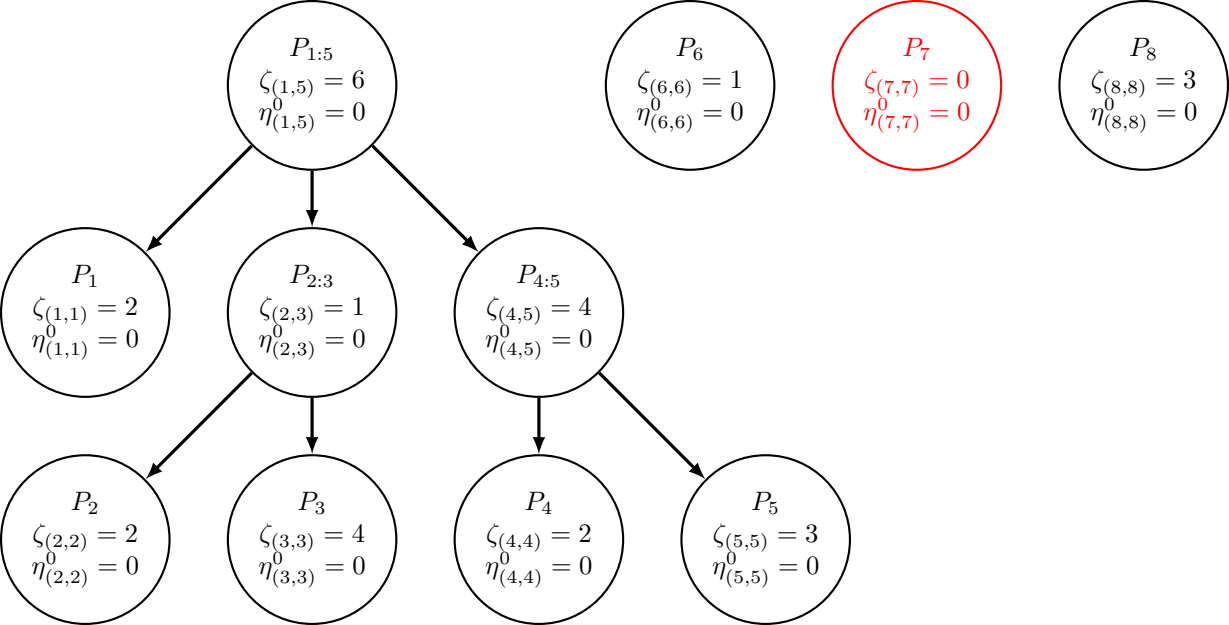 P_{1:5}
ζ_{(1,5)} = 6
η^0_{(1,5)} = 0
P_6
ζ_{(6,6)} = 1
η^0_{(6,6)} = 0
P_7
ζ_{(7,7)} = 0
η^0_{(7,7)} = 0
P_8
ζ_{(8,8)} = 3
η^0_{(8,8)} = 0
P_1
ζ_{(1,1)} = 2
η^0_{(1,1)} = 0
P_{2:3}
ζ_{(2,3)} = 1
η^0_{(2,3)} = 0
P_{4:5}
ζ_{(4,5)} = 4
η^0_{(4,5)} = 0
P_2
ζ_{(2,2)} = 2
η^0_{(2,2)} = 0
P_3
ζ_{(3,3)} = 4
η^0_{(3,3)} = 0
P_4
ζ_{(4,4)} = 2
η^0_{(4,4)} = 0
P_5
ζ_{(5,5)} = 3
η^0_{(5,5)} = 0